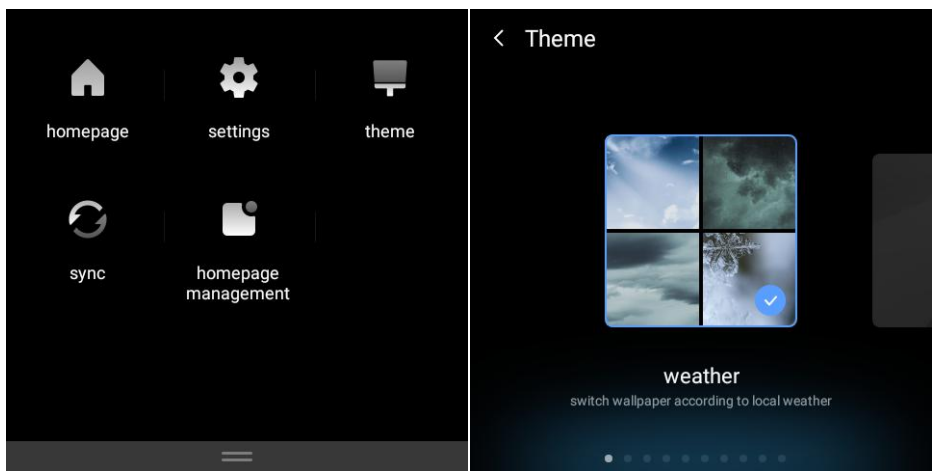 homepage
settings
theme
sync
homepage
management
Theme
weather
switch wallpaper according to local weather